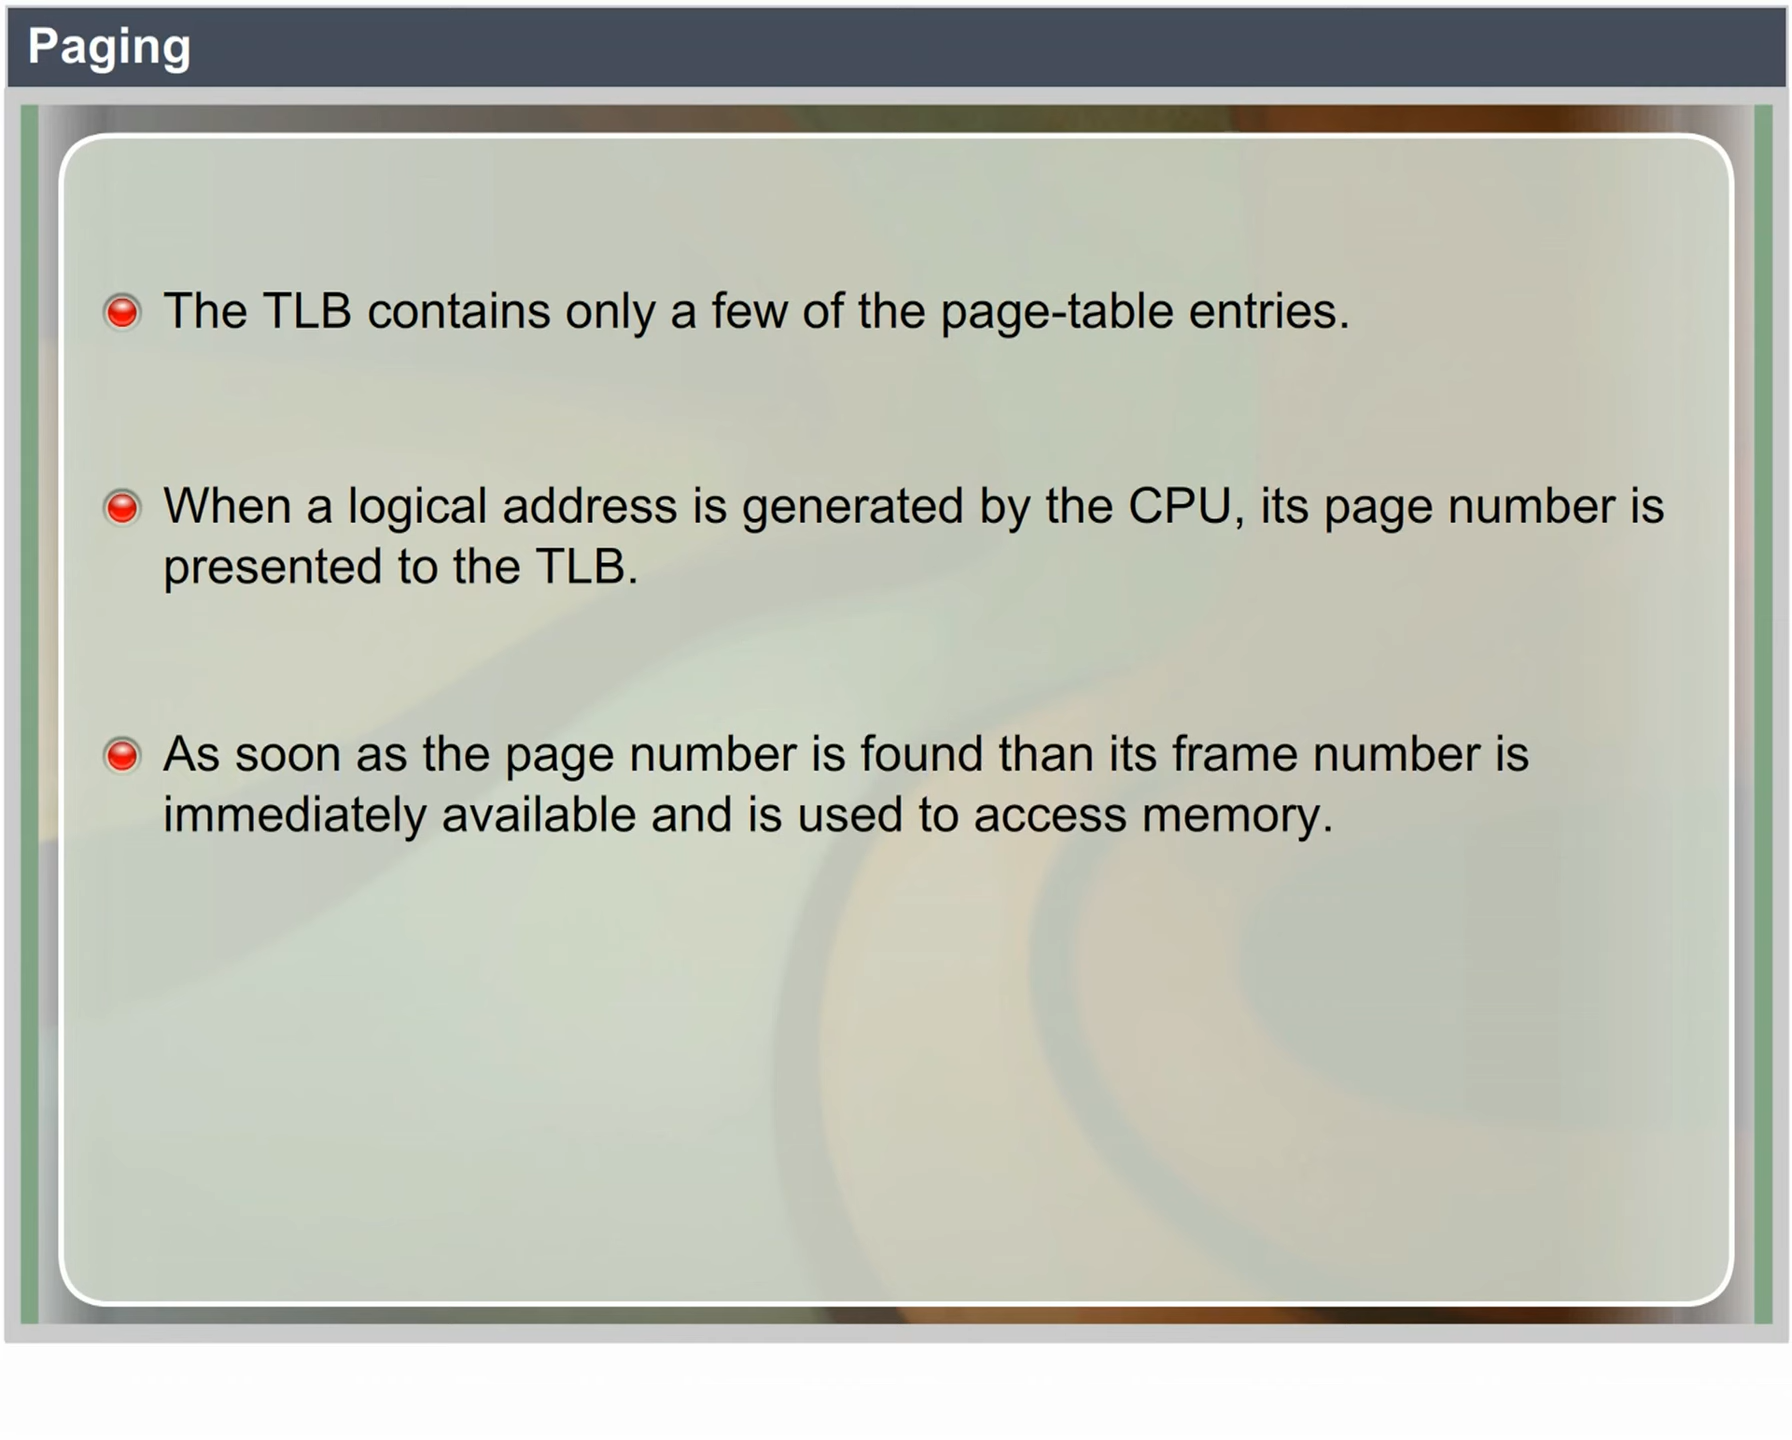 Paging
The TLB contains only a few of the page-table entries.
When a logical address is generated by the CPU, its page number is
presented to the TLB.
As soon as the page number is found than its frame number is
immediately available and is used to access memory.